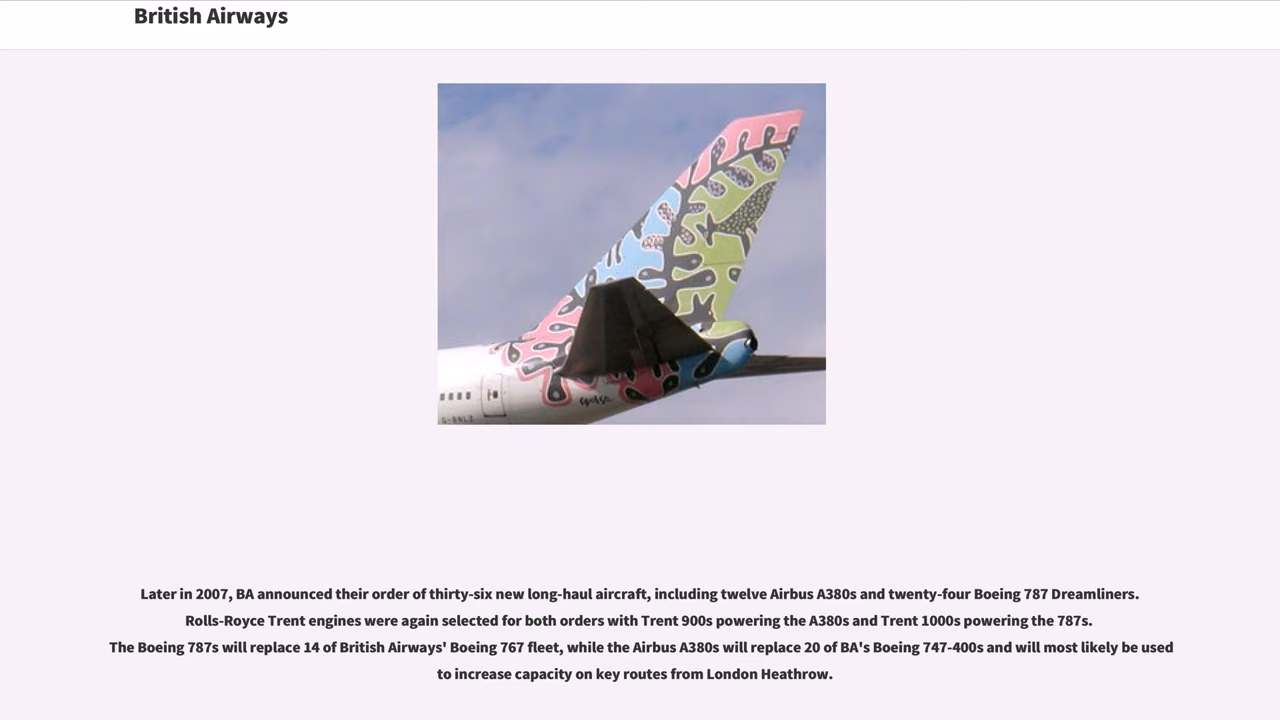 British Airways
G-BNLZ
Later in 2007, BA announced their order of thirty-six new long-haul aircraft, including twelve Airbus A380s and twenty-four Boeing 787 Dreamliners.
Rolls-Royce Trent engines were again selected for both orders with Trent 900s powering the A380s and Trent 1000s powering the 787s.
The Boeing 787s will replace 14 of British Airways' Boeing 767 fleet, while the Airbus A380s will replace 20 of BA's Boeing 747-400s and will most likely be used
to increase capacity on key routes from London Heathrow.